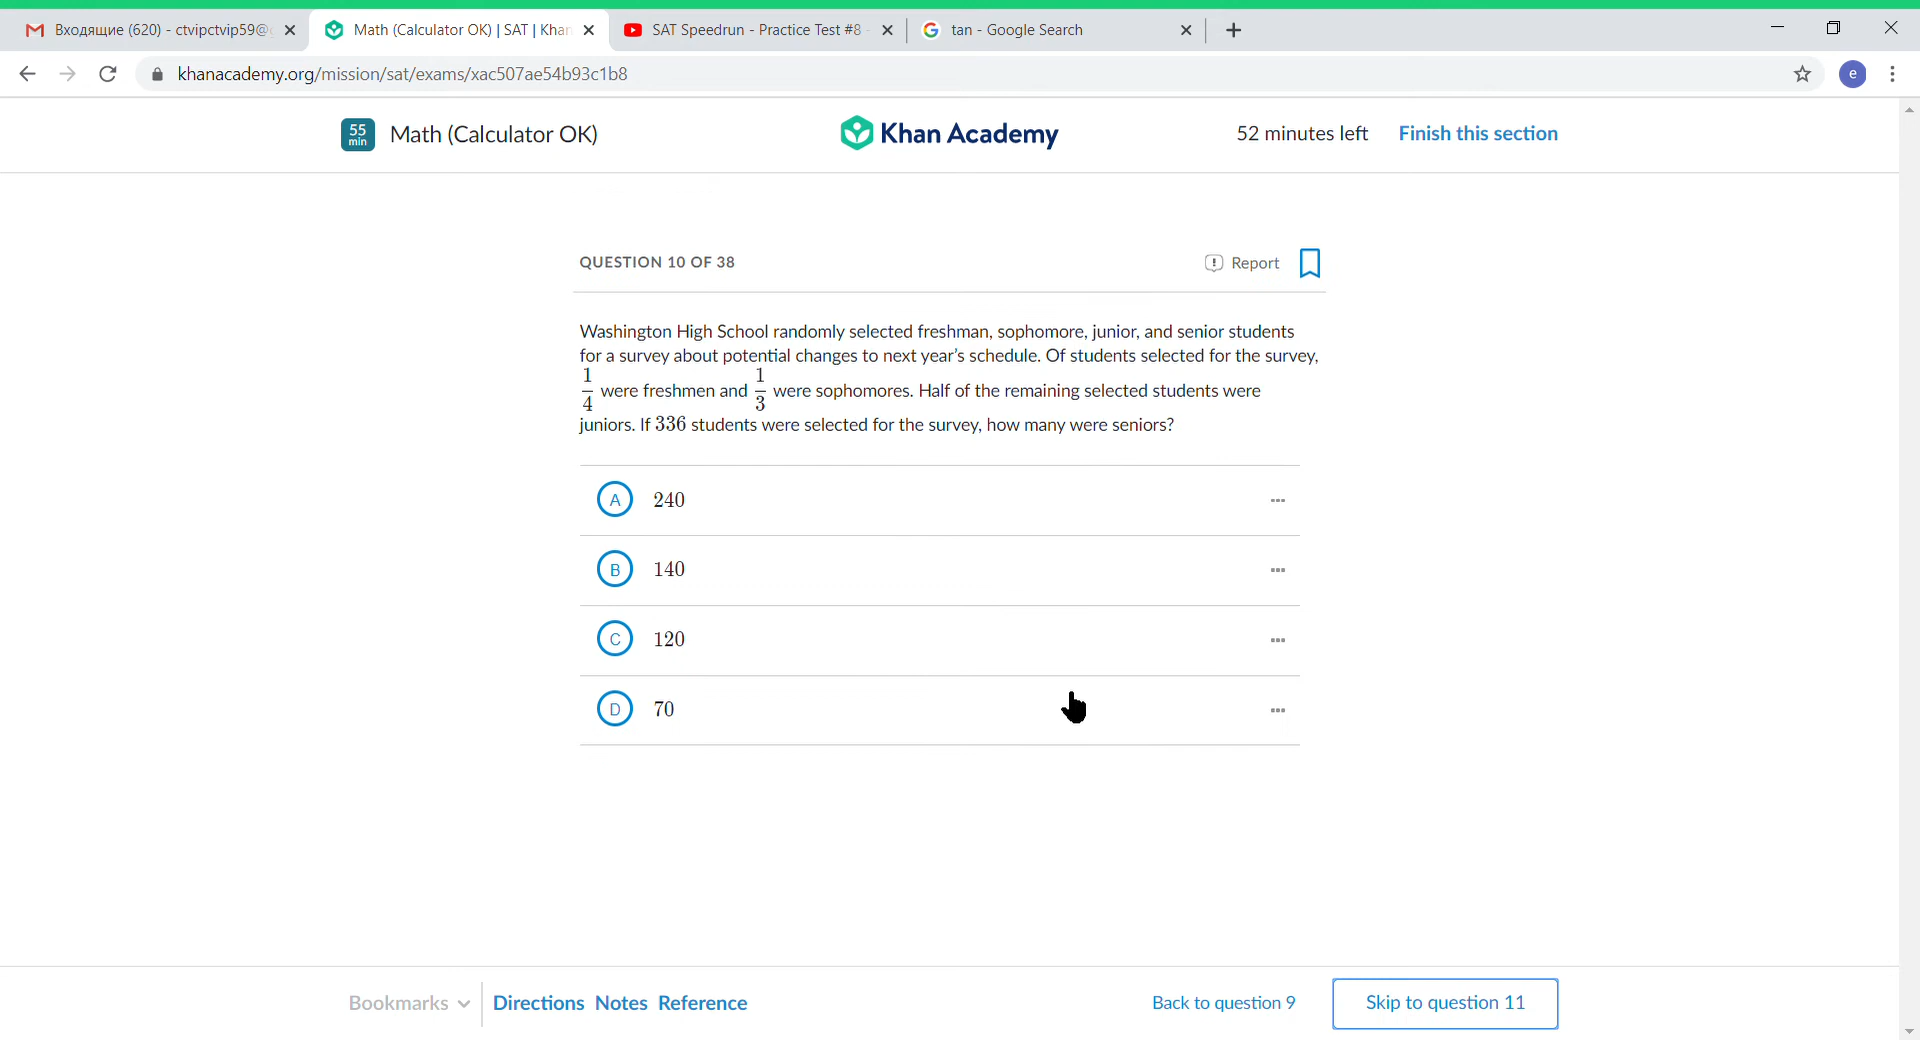 Входящие (620) - ctvipctvip59@g
Math (Calculator OK) | SAT | Khan
SAT Speedrun - Practice Test #8 -
tan - Google Search
khanacademy.org/mission/sat/exams/xac507ae54b93c1b8
e
55
min
Math (Calculator OK)
Khan Academy
52 minutes left
Finish this section
QUESTION 10 OF 38
Report
Washington High School randomly selected freshman, sophomore, junior, and senior students
for a survey about potential changes to next year's schedule. Of students selected for the survey,
1/4 were freshmen and 1/3 were sophomores. Half of the remaining selected students were
juniors. If 336 students were selected for the survey, how many were seniors?
A 240
B 140
C 120
D 70
Bookmarks
Directions
Notes
Reference
Back to question 9
Skip to question 11